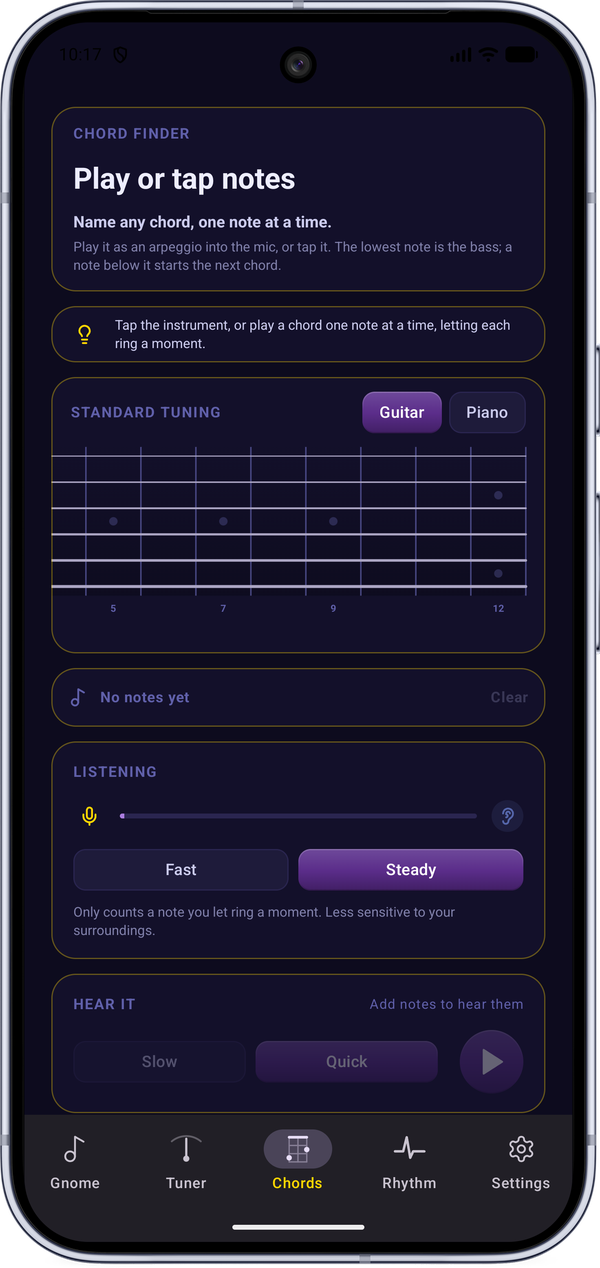 10:17
CHORD FINDER
Play or tap notes
Name any chord, one note at a time.
Play it as an arpeggio into the mic, or tap it. The lowest note is the bass; a
note below it starts the next chord.
Tap the instrument, or play a chord one note at a time, letting each
ring a moment.
STANDARD TUNING
Guitar
Piano
5
7
9
12
No notes yet
Clear
LISTENING
Fast
Steady
Only counts a note you let ring a moment. Less sensitive to your
surroundings.
HEAR IT
Add notes to hear them
Slow
Quick
Gnome
Tuner
Chords
Rhythm
Settings